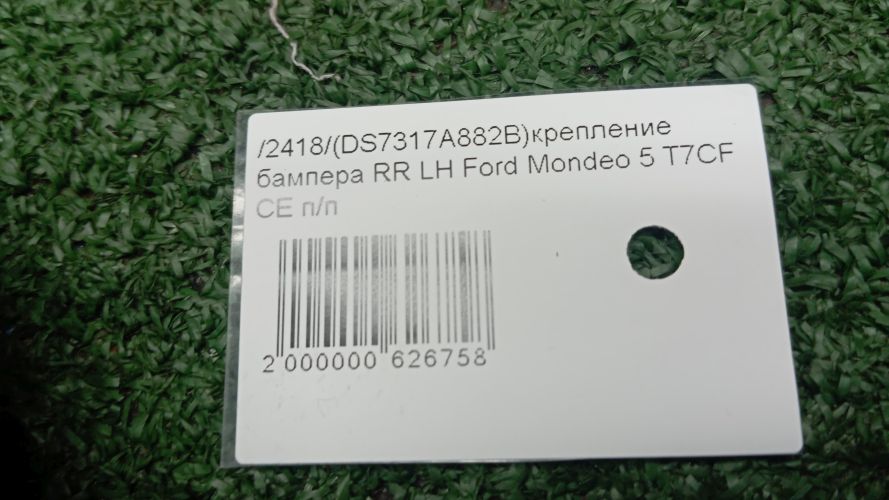 /2418/(DS7317A882B)крепление
бампера RR LH Ford Mondeo 5 T7CF
CE п/п
2 000000 626758